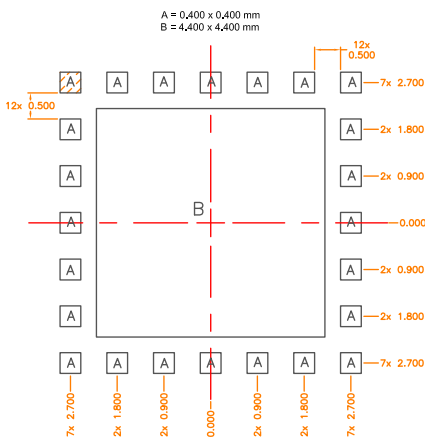 A = 0.400 x 0.400 mm
B = 4.400 x 4.400 mm
12x
0.500
A A A A A A A
7x 2.700
12x 0.500
A A
2x 1.800
A A
2x 0.900
B
A A
0.000
A A
2x 0.900
A A
2x 1.800
A A A A A A A
7x 2.700
7x 2.700
2x 1.800
2x 0.900
0.000
2x 0.900
2x 1.800
7x 2.700